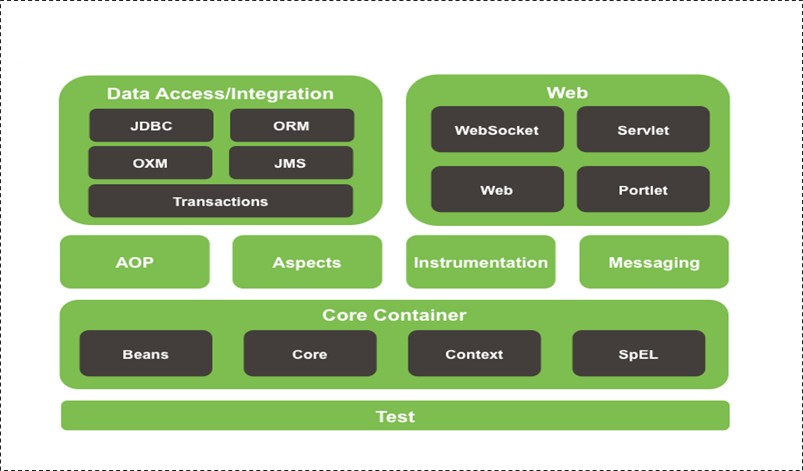 Data Access/Integration
JDBC
ORM
OXM
JMS
Transactions
Web
WebSocket
Servlet
Web
Portlet
AOP
Aspects
Instrumentation
Messaging
Core Container
Beans
Core
Context
SpEL
Test